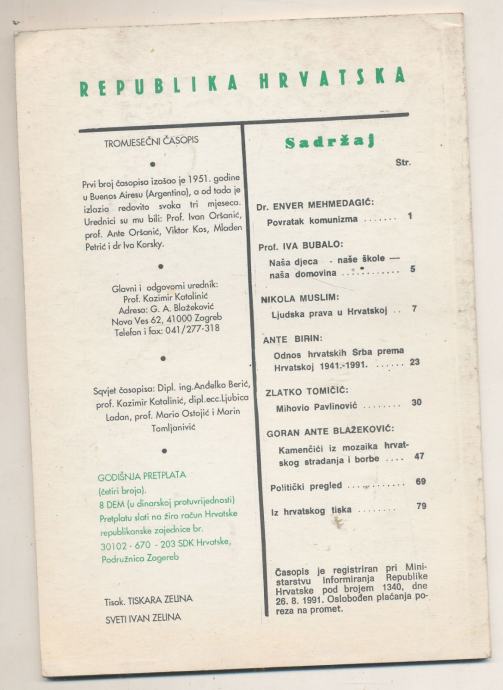 REPUBLIKA HRVATSKA
TROMJESEČNI ČASOPIS
Prvi broj časopisa izašao je 1951. godine
u Buenos Airesu (Argentina), a od tada je
izlazio redovito svaka tri mjeseca.
Urednici su mu bili: Prof. Ivan Oršanić,
prof. Ante Oršanić, Viktor Kos, Mladen
Petrić i dr Ivo Korsky.
Glavni i odgovorni urednik:
Prof. Kazimir Katalinić
Adresa: G. A. Blažeković
Nova Ves 62, 41000 Zagreb
Telefon i fax: 041/277-318
Savjet časopisa: Dipl. ing. Anđelko Berić,
prof. Kazimir Katalinić, dipl.ecc.Ljubica
Ladan, prof. Mario Ostojić i Marin
Tomljanivić
GODIŠNJA PRETPLATA
(četiri broja).
8 DEM (u dinarskoj protuvrijednosti)
Pretplatu slati na žiro račun Hrvatske
republikanske zajednice br.
30102 - 670 - 203 SDK Hrvatske,
Podružnica Zagereb
Tisak. TISKARA ZELINA
SVETI IVAN ZELINA
Sadržaj
Str.
Dr. ENVER MEHMEDAGIĆ:
Povratak komunizma ....... 1
Prof. IVA BUBALO:
Naša djeca - naše škole —
naša domovina ........... 5
NIKOLA MUSLIM:
Ljudska prava u Hrvatskoj .. 7
ANTE BIRIN:
Odnos hrvatskih Srba prema
Hrvatskoj 1941.-1991. ...... 23
ZLATKO TOMIČIĆ:
Mihovio Pavlinović ........ 30
GORAN ANTE BLAŽEKOVIĆ:
Kamenčići iz mozaika hrvat-
skog stradanja i borbe .... 47
Politički pregled .......... 69
Iz hrvatskog tiska ........ 79
Časopis je registriran pri Mini-
starstvu Informiranja Republike
Hrvatske pod brojem 1340, dne
26. 8. 1991. Oslobođen plaćanja po-
reza na promet.